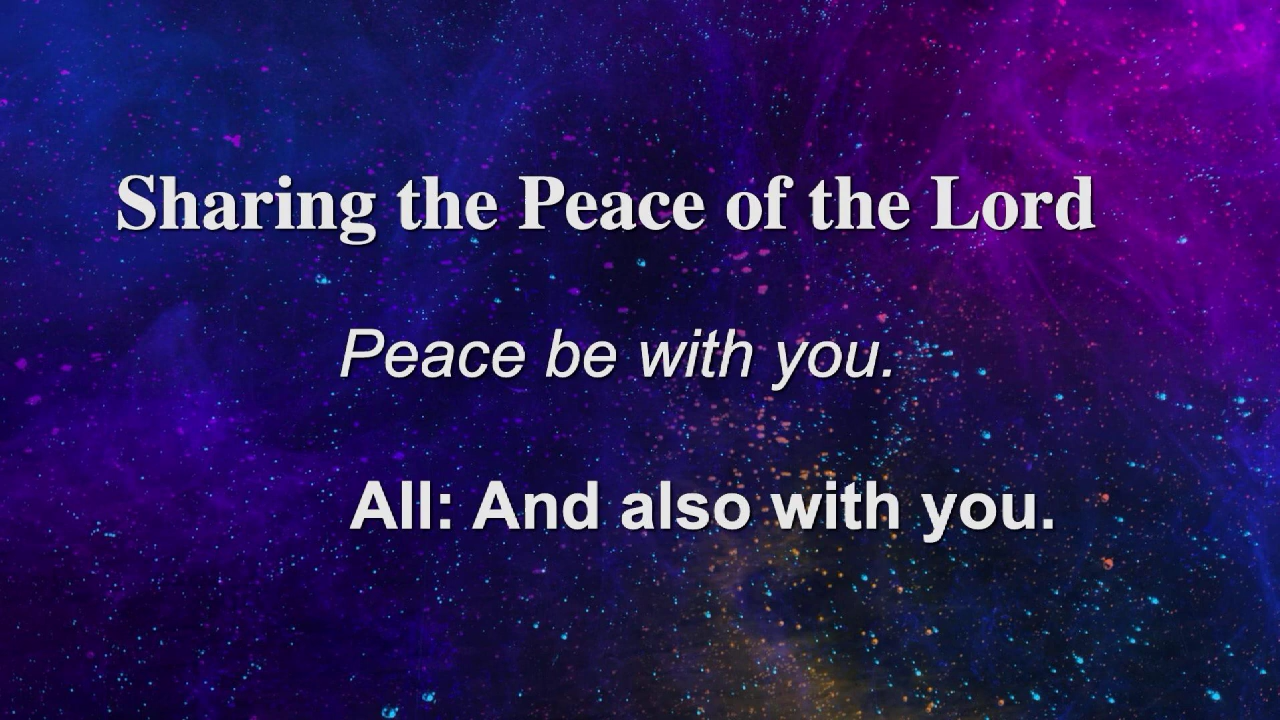 Sharing the Peace of the Lord
Peace be with you.
All: And also with you.